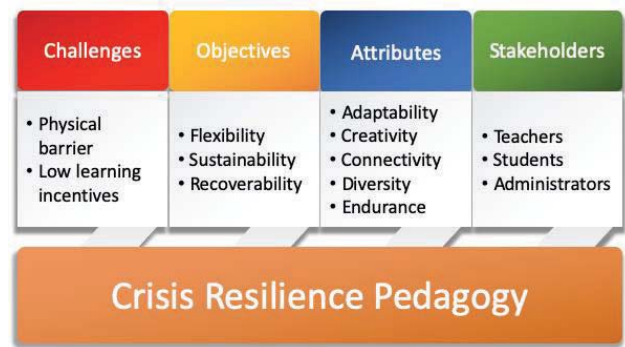 Challenges
Objectives
Attributes
Stakeholders
• Physical
barrier
• Low learning
incentives
• Flexibility
• Sustainability
• Recoverability
• Adaptability
• Creativity
• Connectivity
• Diversity
• Endurance
• Teachers
• Students
• Administrators
Crisis Resilience Pedagogy